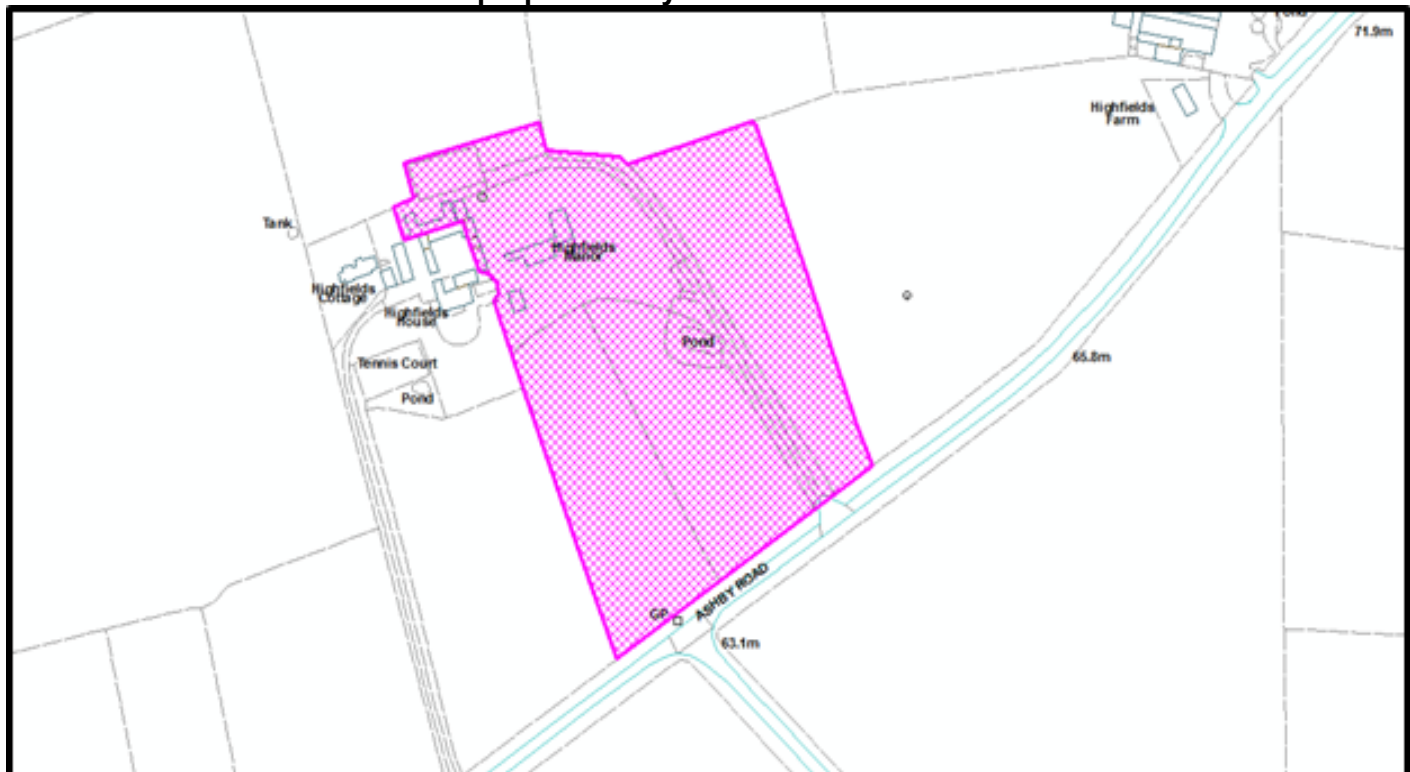 Pond
71.9m
Highfields
Farm
Tank
Highfields
Manor
Highfields
Cottage
Highfields
House
Pond
65.8m
Tennis Court
Pond
ASHBY ROAD
Gp
63.1m